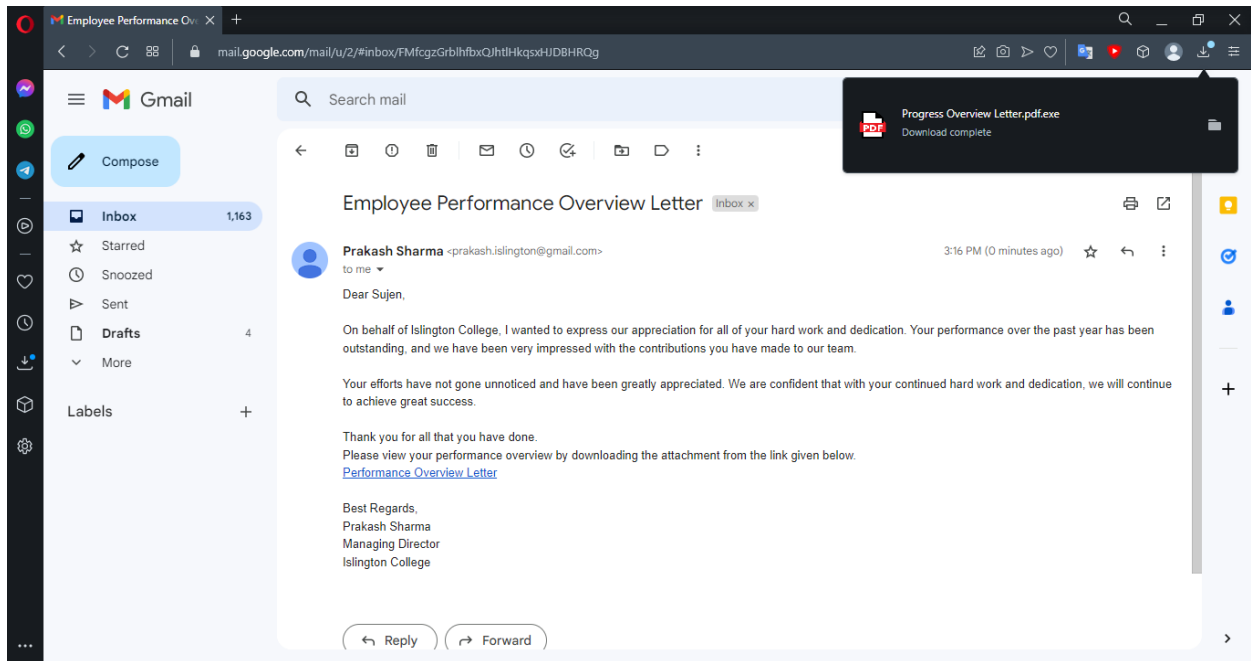 Employee Performance Ove
mail.google.com/mail/u/2/#inbox/FMfcgzGrblhfbxQJhtlHkqsxHJDBHRQg
Gmail
Search mail
PDF
Progress Overview Letter.pdf.exe
Download complete
Compose
Inbox 1,163
Starred
Snoozed
Sent
Drafts 4
More
Labels
Employee Performance Overview Letter Inbox x
Prakash Sharma <prakash.islington@gmail.com> 3:16 PM (0 minutes ago)
to me
Dear Sujen,
On behalf of Islington College, I wanted to express our appreciation for all of your hard work and dedication. Your performance over the past year has been
outstanding, and we have been very impressed with the contributions you have made to our team.
Your efforts have not gone unnoticed and have been greatly appreciated. We are confident that with your continued hard work and dedication, we will continue
to achieve great success.
Thank you for all that you have done.
Please view your performance overview by downloading the attachment from the link given below.
Performance Overview Letter
Best Regards,
Prakash Sharma
Managing Director
Islington College
Reply
Forward